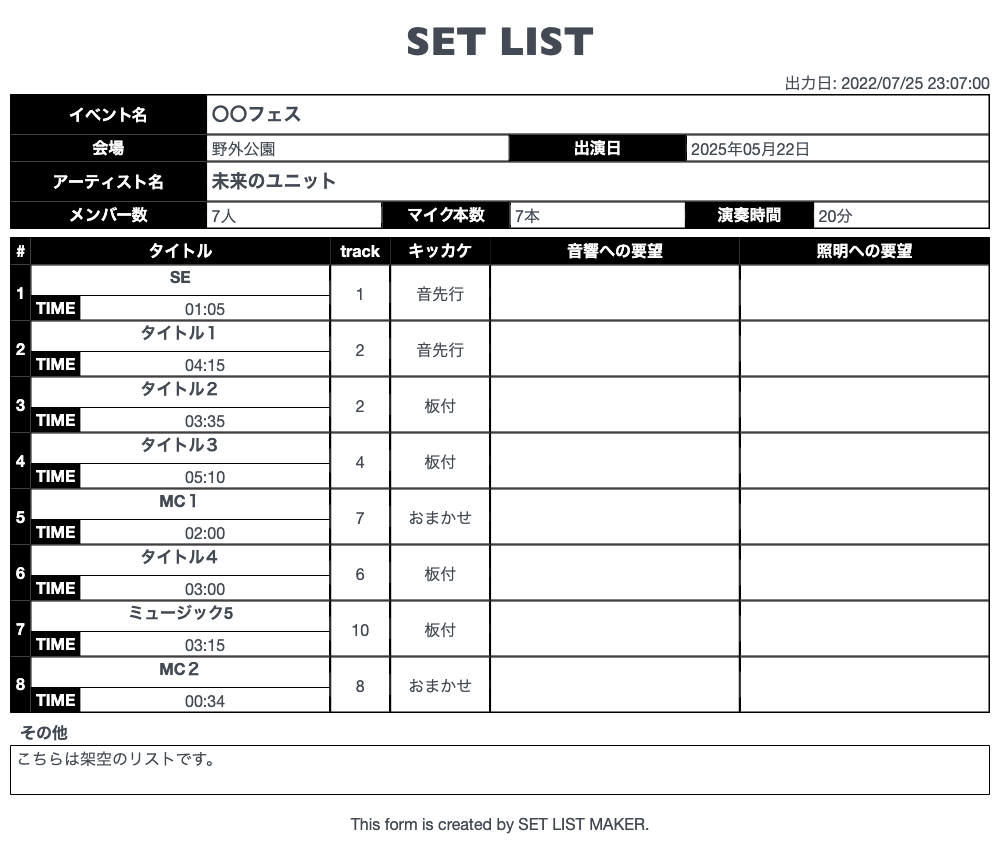 SET LIST
出力日: 2022/07/25 23:07:00
イベント名 〇〇フェス
会場 野外公園 出演日 2025年05月22日
アーティスト名 未来のユニット
メンバー数 7人 マイク本数 7本 演奏時間 20分
# タイトル track キッカケ 音響への要望 照明への要望
1 SE 1 音先行
TIME 01:05
2 タイトル１ 2 音先行
TIME 04:15
3 タイトル２ 2 板付
TIME 03:35
4 タイトル３ 4 板付
TIME 05:10
5 MC１ 7 おまかせ
TIME 02:00
6 タイトル４ 6 板付
TIME 03:00
7 ミュージック5 10 板付
TIME 03:15
8 MC２ 8 おまかせ
TIME 00:34
その他
こちらは架空のリストです。
This form is created by SET LIST MAKER.